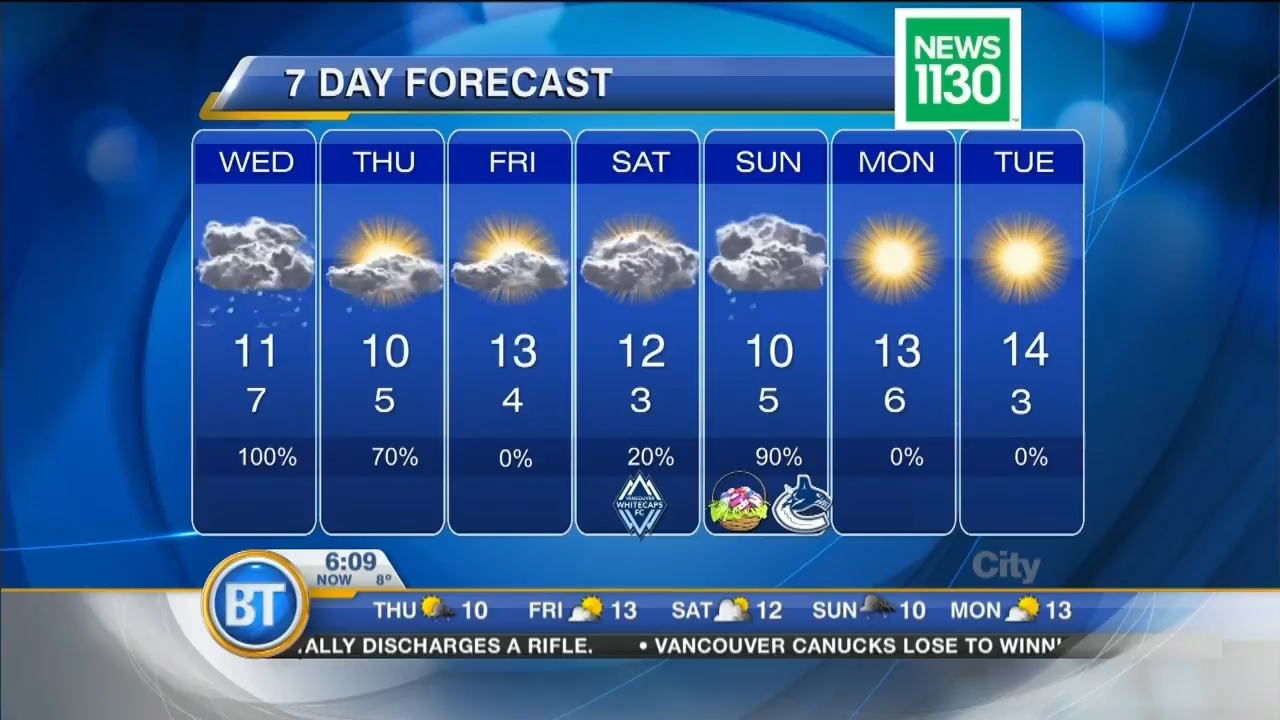 NEWS
1130
7 DAY FORECAST
WED THU FRI SAT SUN MON TUE
11 10 13 12 10 13 14
7 5 4 3 5 6 3
100% 70% 0% 20% 90% 0% 0%
VANCOUVER
WHITECAPS
FC
City
6:09
NOW 8°
BT
THU 10 FRI 13 SAT 12 SUN 10 MON 13
ALLY DISCHARGES A RIFLE. • VANCOUVER CANUCKS LOSE TO WINN